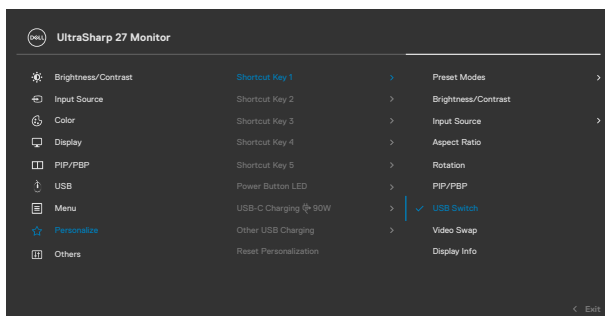 DELL UltraSharp 27 Monitor
Brightness/Contrast Shortcut Key 1 > Preset Modes >
Input Source Shortcut Key 2 > Brightness/Contrast
Color Shortcut Key 3 > Input Source >
Display Shortcut Key 4 > Aspect Ratio
PIP/PBP Shortcut Key 5 > Rotation
USB Power Button LED > PIP/PBP
Menu USB-C Charging 90W > ✓ USB Switch
Personalize Other USB Charging > Video Swap
Others Reset Personalization Display Info
< Exit